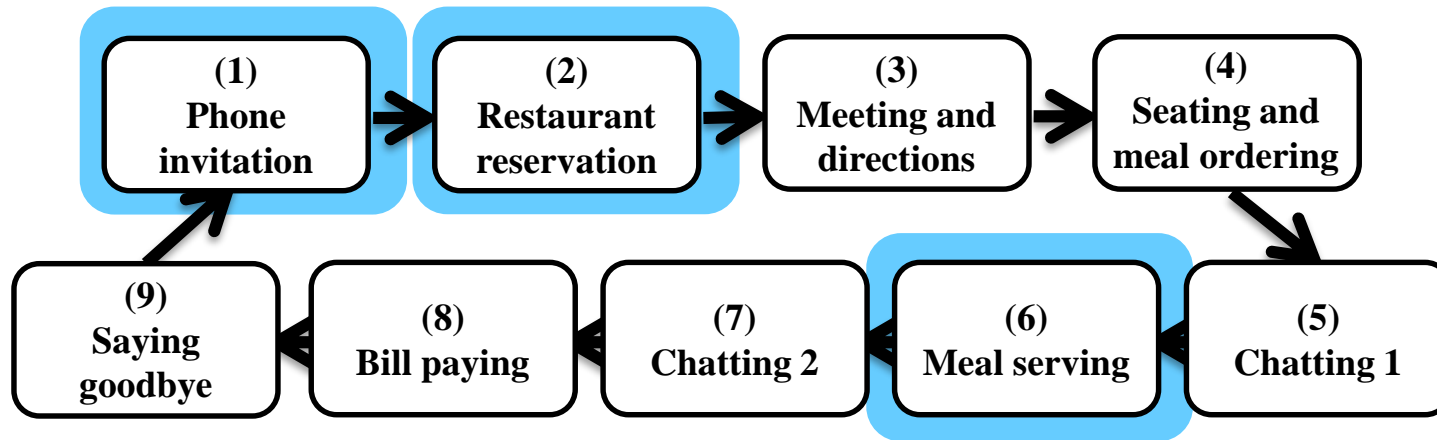 (1)
Phone
invitation
(2)
Restaurant
reservation
(3)
Meeting and
directions
(4)
Seating and
meal ordering
(5)
Chatting 1
(6)
Meal serving
(7)
Chatting 2
(8)
Bill paying
(9)
Saying
goodbye